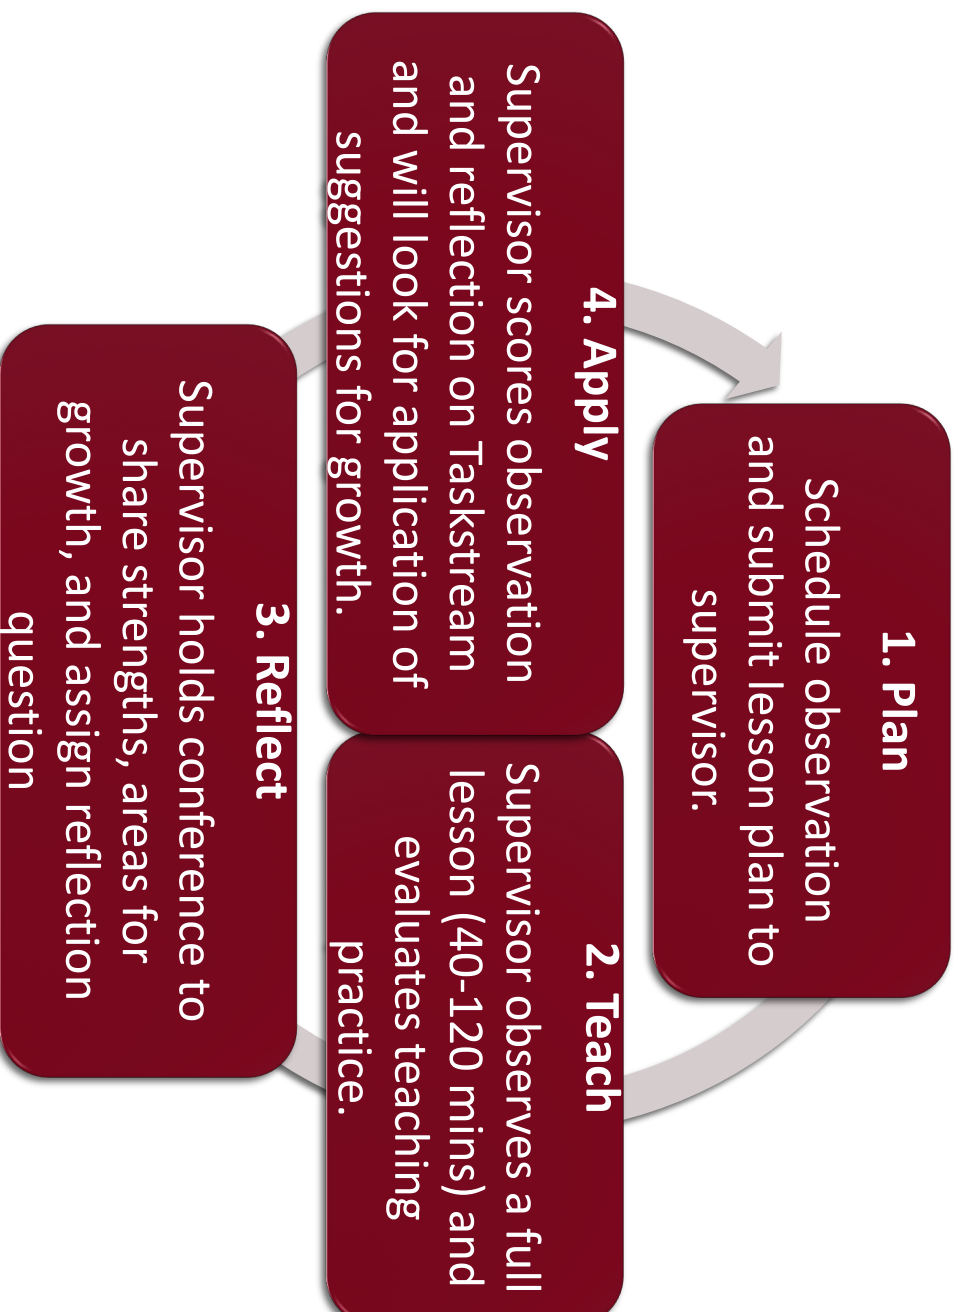 1. Plan
Schedule observation
and submit lesson plan to
supervisor.
2. Teach
Supervisor observes a full
lesson (40-120 mins) and
evaluates teaching
practice.
3. Reflect
Supervisor holds conference to
share strengths, areas for
growth, and assign reflection
question
4. Apply
Supervisor scores observation
and reflection on Taskstream
and will look for application of
suggestions for growth.